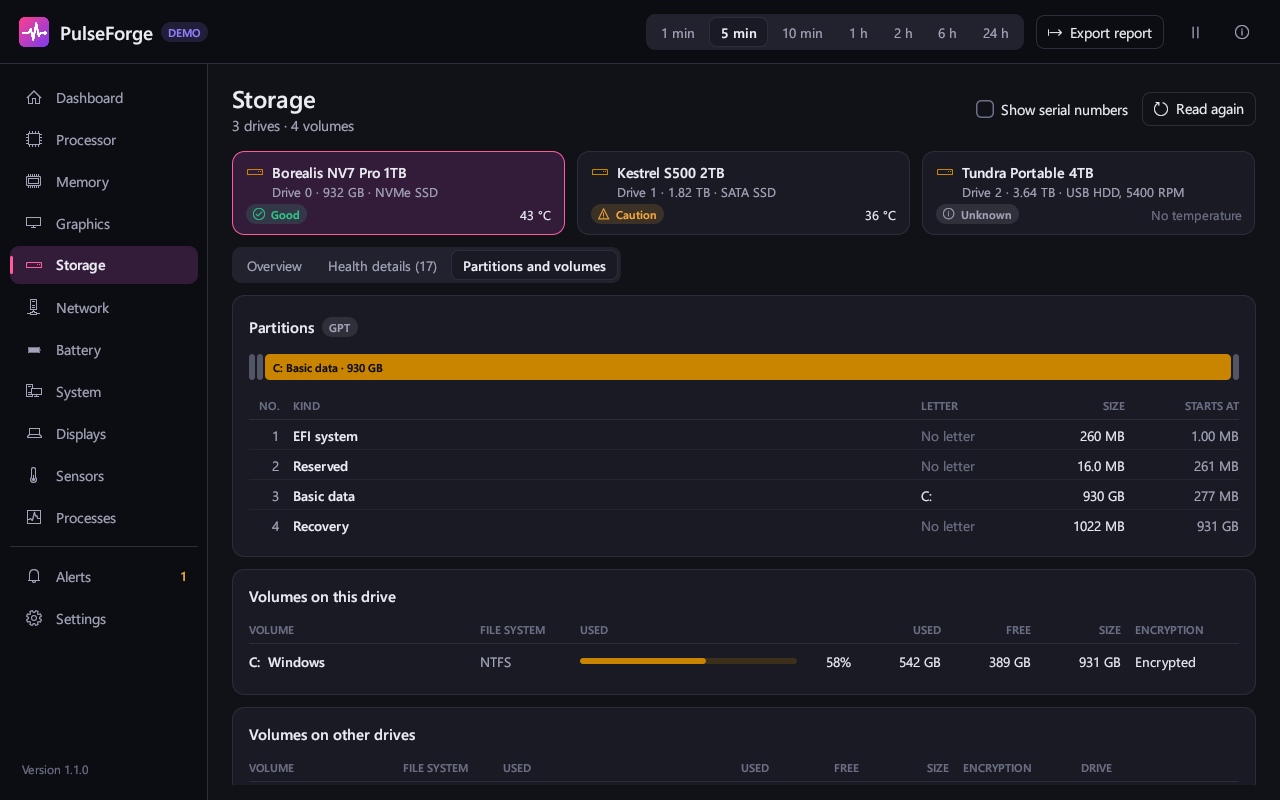 PulseForge DEMO
1 min 5 min 10 min 1 h 2 h 6 h 24 h Export report
Dashboard
Processor
Memory
Graphics
Storage
Network
Battery
System
Displays
Sensors
Processes
Alerts 1
Settings
Version 1.1.0
Storage
3 drives · 4 volumes
Show serial numbers Read again
Borealis NV7 Pro 1TB
Drive 0 · 932 GB · NVMe SSD
Good 43 °C
Kestrel S500 2TB
Drive 1 · 1.82 TB · SATA SSD
Caution 36 °C
Tundra Portable 4TB
Drive 2 · 3.64 TB · USB HDD, 5400 RPM
Unknown No temperature
Overview Health details (17) Partitions and volumes
Partitions GPT
C: Basic data · 930 GB
NO. KIND LETTER SIZE STARTS AT
1 EFI system No letter 260 MB 1.00 MB
2 Reserved No letter 16.0 MB 261 MB
3 Basic data C: 930 GB 277 MB
4 Recovery No letter 1022 MB 931 GB
Volumes on this drive
VOLUME FILE SYSTEM USED USED FREE SIZE ENCRYPTION
C: Windows NTFS 58% 542 GB 389 GB 931 GB Encrypted
Volumes on other drives
VOLUME FILE SYSTEM USED USED FREE SIZE ENCRYPTION DRIVE